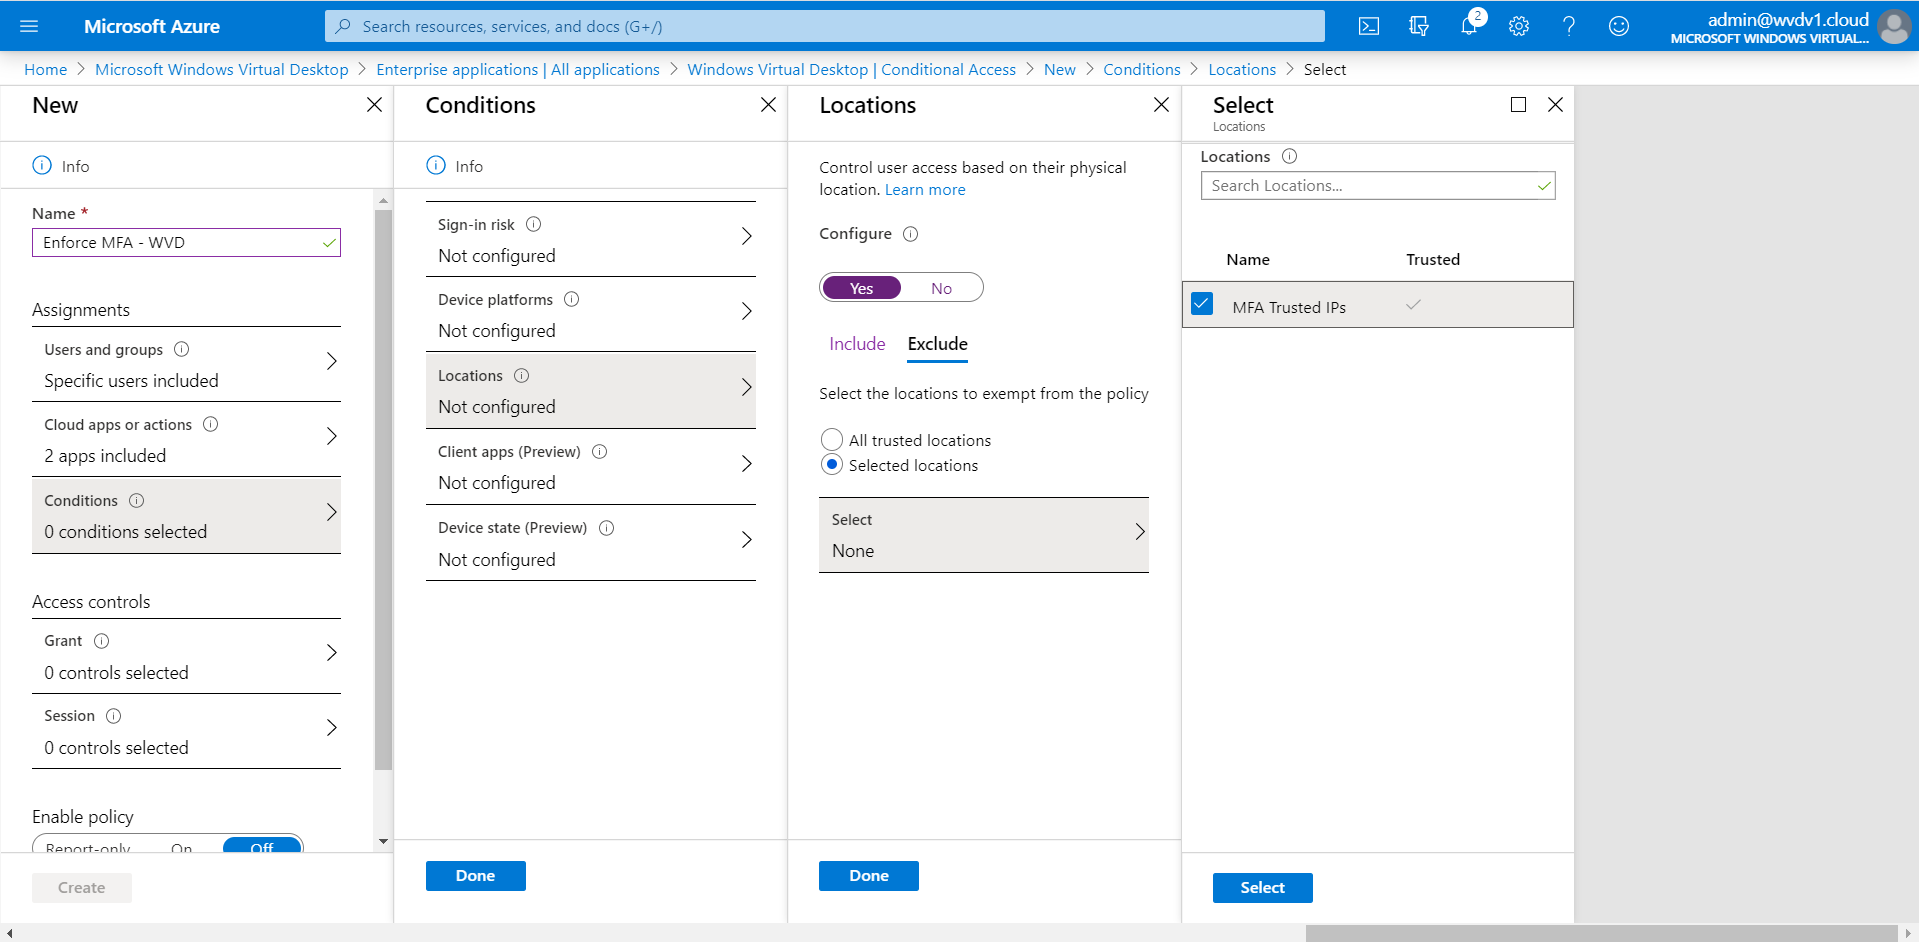 Microsoft Azure
Search resources, services, and docs (G+/)
2
admin@wvdv1.cloud
MICROSOFT WINDOWS VIRTUAL...
Home > Microsoft Windows Virtual Desktop > Enterprise applications | All applications > Windows Virtual Desktop | Conditional Access > New > Conditions > Locations > Select
New
Info
Name *
Enforce MFA - WVD
Assignments
Users and groups
Specific users included
Cloud apps or actions
2 apps included
Conditions
0 conditions selected
Access controls
Grant
0 controls selected
Session
0 controls selected
Enable policy
Report-only On Off
Create
Conditions
Info
Sign-in risk
Not configured
Device platforms
Not configured
Locations
Not configured
Client apps (Preview)
Not configured
Device state (Preview)
Not configured
Done
Locations
Control user access based on their physical
location. Learn more
Configure
Yes No
Include Exclude
Select the locations to exempt from the policy
All trusted locations
Selected locations
Select
None
Done
Select
Locations
Locations
Search Locations...
Name Trusted
MFA Trusted IPs
Select